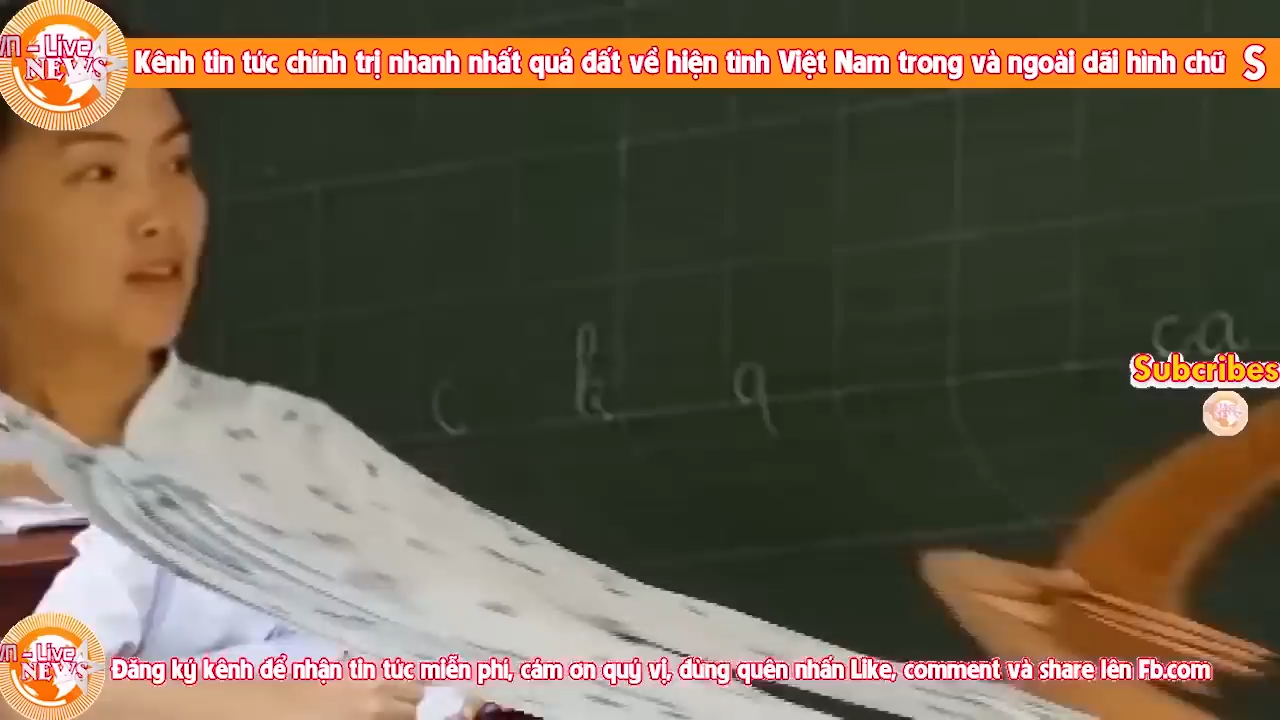 VN - Live
NEWS
Kênh tin tức chính trị nhanh nhất quả đất về hiện tình Việt Nam trong và ngoài dãi hình chữ S
c k q
ca
Subcribes
VN - Live
NEWS
Đăng ký kênh để nhận tin tức miễn phí, cám ơn quý vị, đừng quên nhấn Like, comment và share lên Fb.com